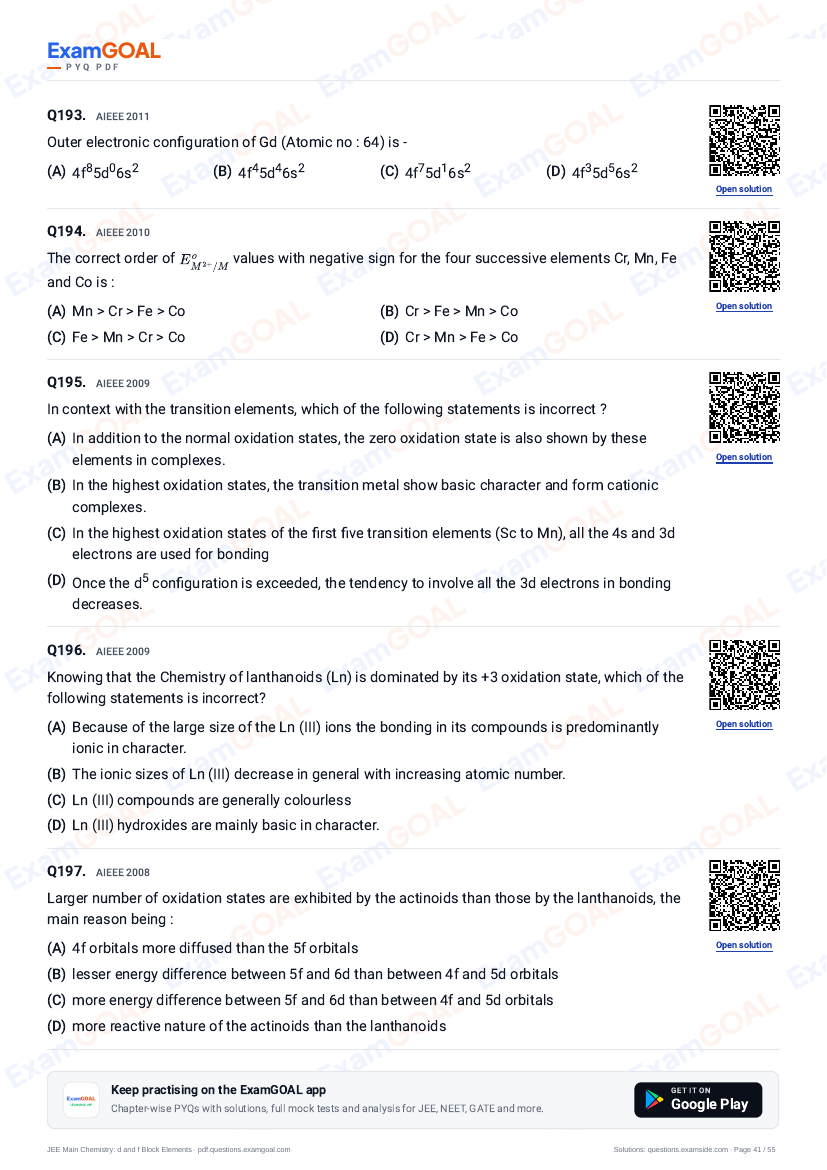 ExamGOAL
PYQ PDF
Q193. AIEEE 2011
Outer electronic configuration of Gd (Atomic no : 64) is -
(A) 4f⁸5d⁰6s² (B) 4f⁴5d⁴6s² (C) 4f⁷5d¹6s² (D) 4f³5d⁵6s²
Open solution
Q194. AIEEE 2010
The correct order of E°_{M²⁺/M} values with negative sign for the four successive elements Cr, Mn, Fe
and Co is :
(A) Mn > Cr > Fe > Co (B) Cr > Fe > Mn > Co
(C) Fe > Mn > Cr > Co (D) Cr > Mn > Fe > Co
Open solution
Q195. AIEEE 2009
In context with the transition elements, which of the following statements is incorrect ?
(A) In addition to the normal oxidation states, the zero oxidation state is also shown by these
elements in complexes.
(B) In the highest oxidation states, the transition metal show basic character and form cationic
complexes.
(C) In the highest oxidation states of the first five transition elements (Sc to Mn), all the 4s and 3d
electrons are used for bonding
(D) Once the d⁵ configuration is exceeded, the tendency to involve all the 3d electrons in bonding
decreases.
Open solution
Q196. AIEEE 2009
Knowing that the Chemistry of lanthanoids (Ln) is dominated by its +3 oxidation state, which of the
following statements is incorrect?
(A) Because of the large size of the Ln (III) ions the bonding in its compounds is predominantly
ionic in character.
(B) The ionic sizes of Ln (III) decrease in general with increasing atomic number.
(C) Ln (III) compounds are generally colourless
(D) Ln (III) hydroxides are mainly basic in character.
Open solution
Q197. AIEEE 2008
Larger number of oxidation states are exhibited by the actinoids than those by the lanthanoids, the
main reason being :
(A) 4f orbitals more diffused than the 5f orbitals
(B) lesser energy difference between 5f and 6d than between 4f and 5d orbitals
(C) more energy difference between 5f and 6d than between 4f and 5d orbitals
(D) more reactive nature of the actinoids than the lanthanoids
Open solution
ExamGOAL
Keep practising on the ExamGOAL app
Chapter-wise PYQs with solutions, full mock tests and analysis for JEE, NEET, GATE and more.
GET IT ON
Google Play
JEE Main Chemistry: d and f Block Elements · pdf.questions.examgoal.com
Solutions: questions.examside.com · Page 41 / 55